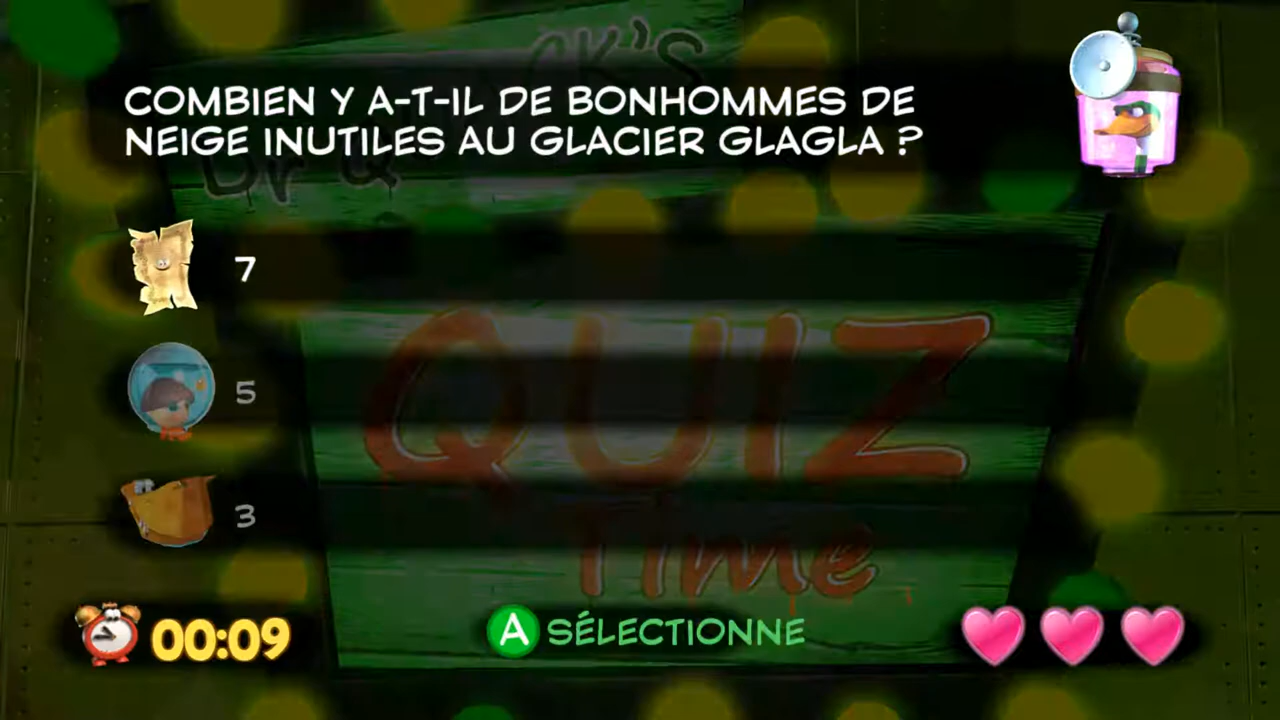 COMBIEN Y A-T-IL DE BONHOMMES DE
NEIGE INUTILES AU GLACIER GLAGLA ?
7
5
3
QUIZ
Time
00:09
A SÉLECTIONNE